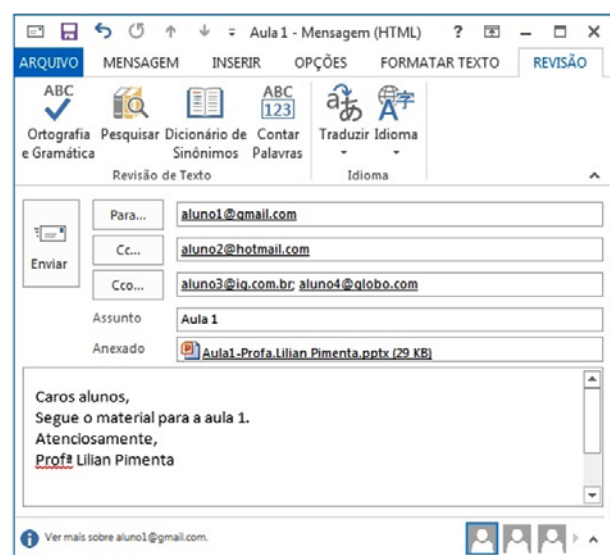 Aula 1 - Mensagem (HTML) ?
ARQUIVO MENSAGEM INSERIR OPÇÕES FORMATAR TEXTO REVISÃO
ABC
Ortografia e Gramática
Pesquisar
Dicionário de Sinônimos
ABC 123
Contar Palavras
Traduzir
Idioma
Revisão de Texto
Idioma
Enviar
Para... aluno1@gmail.com
Cc... aluno2@hotmail.com
Cco... aluno3@ig.com.br; aluno4@globo.com
Assunto Aula 1
Anexado Aula1-Profa.Lilian Pimenta.pptx (29 KB)
Caros alunos,
Segue o material para a aula 1.
Atenciosamente,
Profª Lilian Pimenta
Ver mais sobre aluno1@gmail.com.